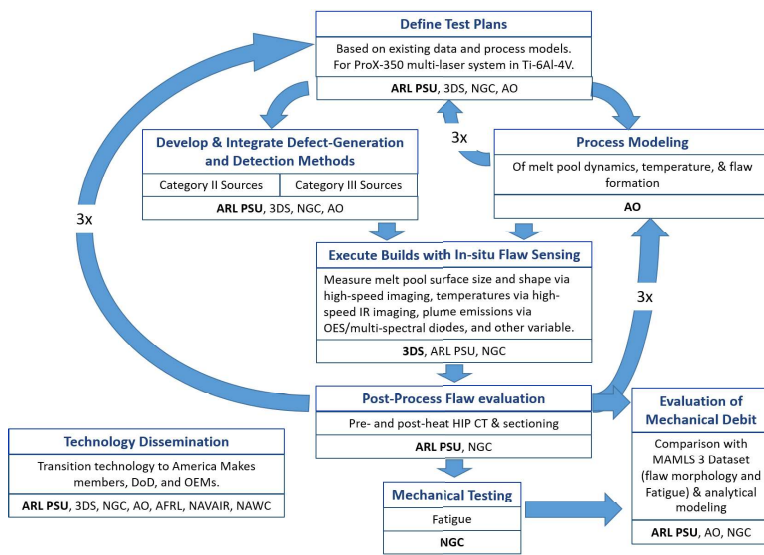 Define Test Plans
Based on existing data and process models.
For ProX-350 multi-laser system in Ti-6Al-4V.
ARL PSU, 3DS, NGC, AO
3x
Develop & Integrate Defect-Generation
and Detection Methods
Category II Sources
Category III Sources
ARL PSU, 3DS, NGC, AO
Process Modeling
Of melt pool dynamics, temperature, & flaw
formation
AO
3x
Execute Builds with In-situ Flaw Sensing
Measure melt pool surface size and shape via
high-speed imaging, temperatures via high-
speed IR imaging, plume emissions via
OES/multi-spectral diodes, and other variable.
3DS, ARL PSU, NGC
3x
Post-Process Flaw evaluation
Pre- and post-heat HIP CT & sectioning
ARL PSU, NGC
Evaluation of
Mechanical Debit
Comparison with
MAMLS 3 Dataset
(flaw morphology and
Fatigue) & analytical
modeling
ARL PSU, AO, NGC
Technology Dissemination
Transition technology to America Makes
members, DoD, and OEMs.
ARL PSU, 3DS, NGC, AO, AFRL, NAVAIR, NAWC
Mechanical Testing
Fatigue
NGC